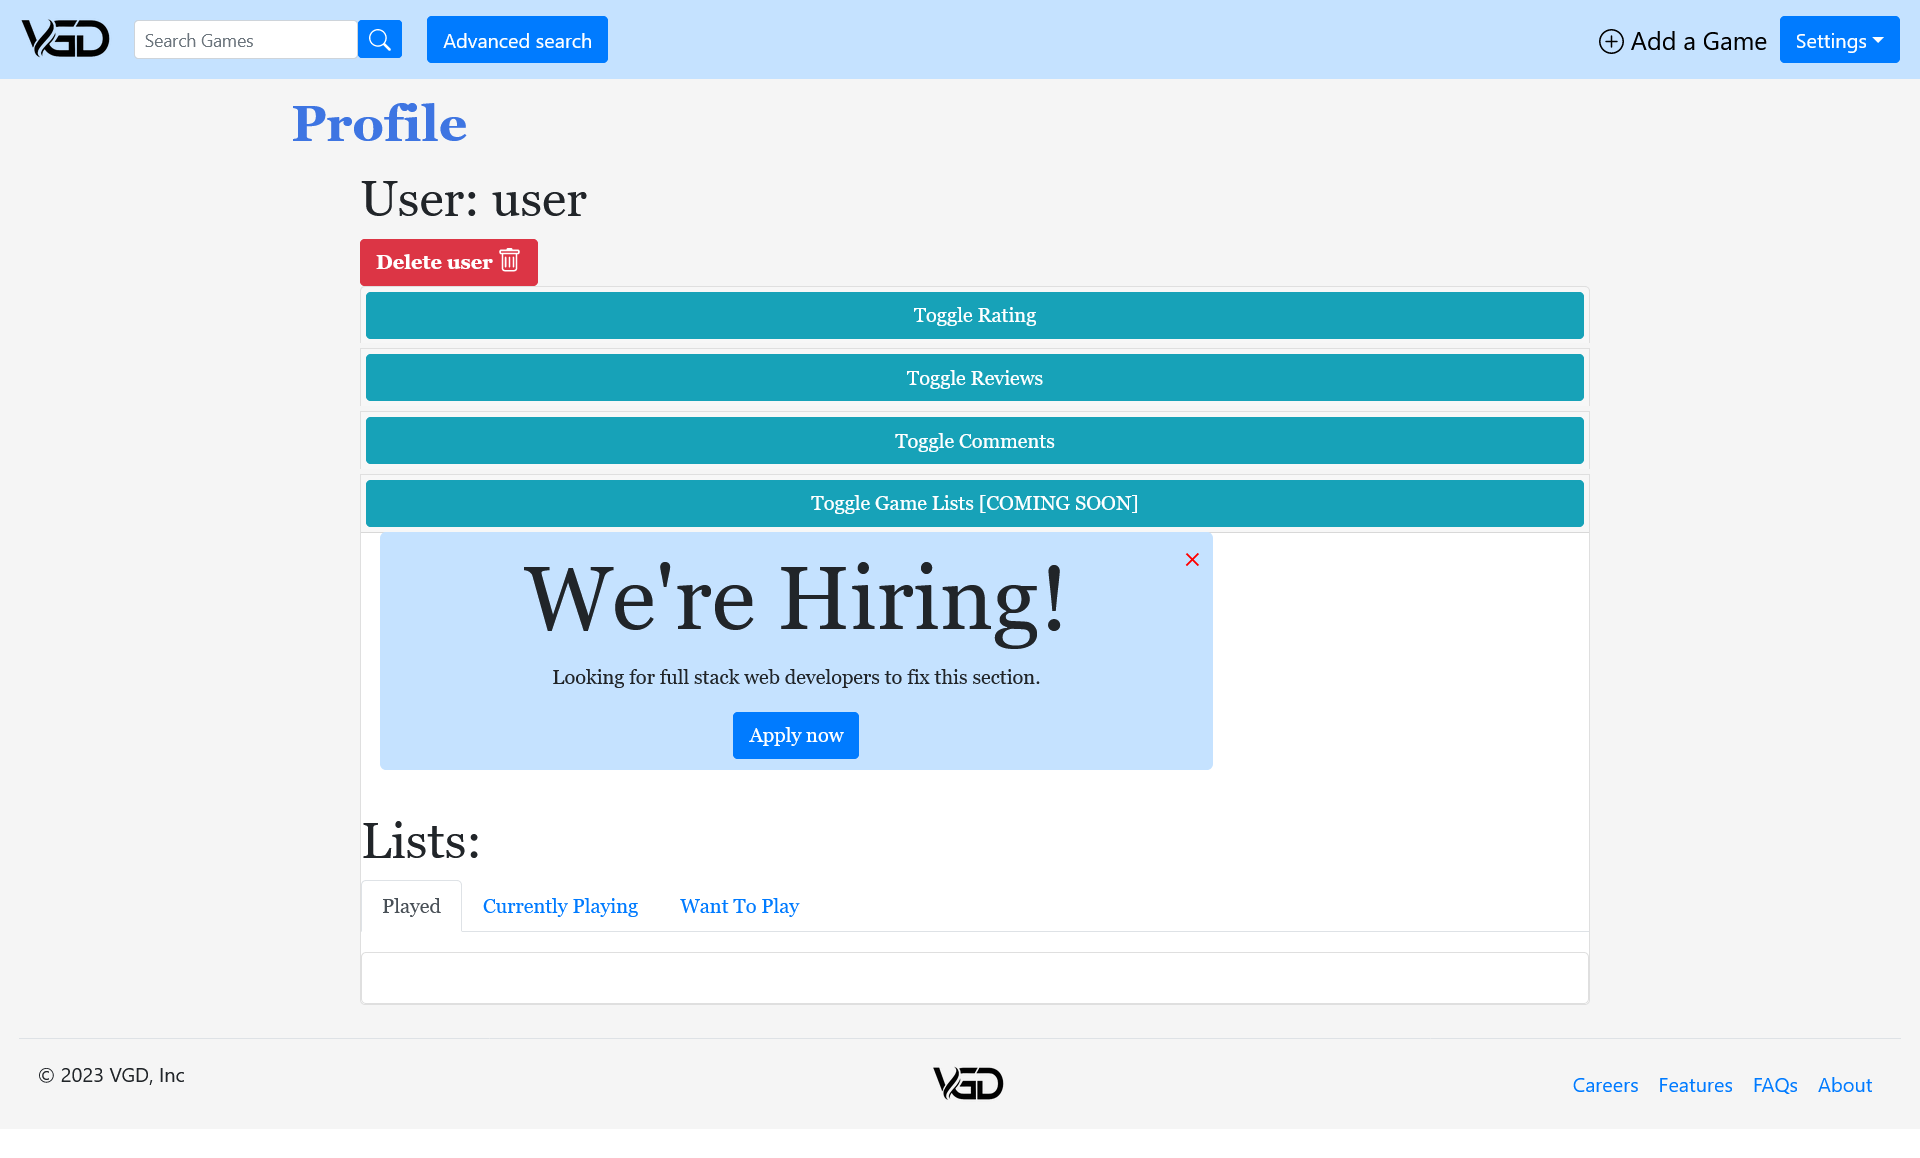 VGD
Search Games
Advanced search
Add a Game
Settings
Profile
User: user
Delete user
Toggle Rating
Toggle Reviews
Toggle Comments
Toggle Game Lists [COMING SOON]
We're Hiring!
Looking for full stack web developers to fix this section.
Apply now
Lists:
Played
Currently Playing
Want To Play
© 2023 VGD, Inc
VGD
Careers
Features
FAQs
About